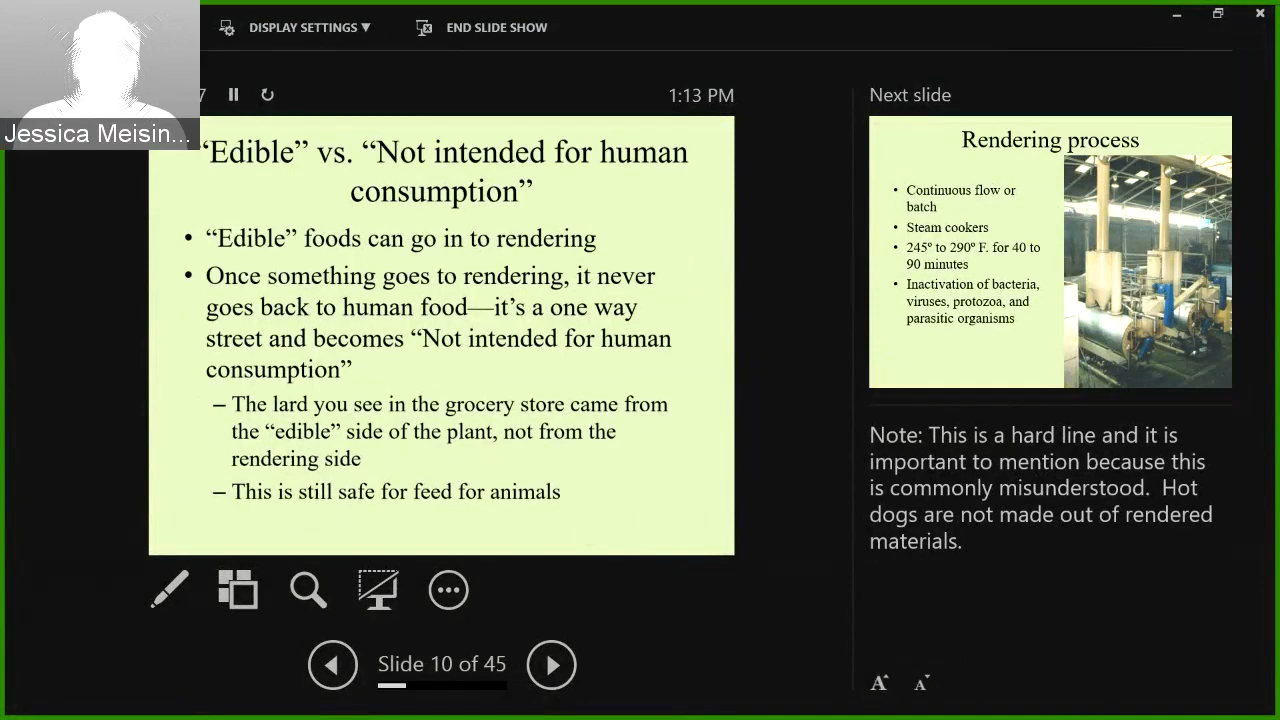 DISPLAY SETTINGS ▼
END SLIDE SHOW
7
1:13 PM
Next slide
Jessica Meisin...
“Edible” vs. “Not intended for human
consumption”
• “Edible” foods can go in to rendering
• Once something goes to rendering, it never
goes back to human food—it’s a one way
street and becomes “Not intended for human
consumption”
– The lard you see in the grocery store came from
the “edible” side of the plant, not from the
rendering side
– This is still safe for feed for animals
Rendering process
• Continuous flow or
batch
• Steam cookers
• 245º to 290º F. for 40 to
90 minutes
• Inactivation of bacteria,
viruses, protozoa, and
parasitic organisms
Note: This is a hard line and it is
important to mention because this
is commonly misunderstood.  Hot
dogs are not made out of rendered
materials.
Slide 10 of 45
A A